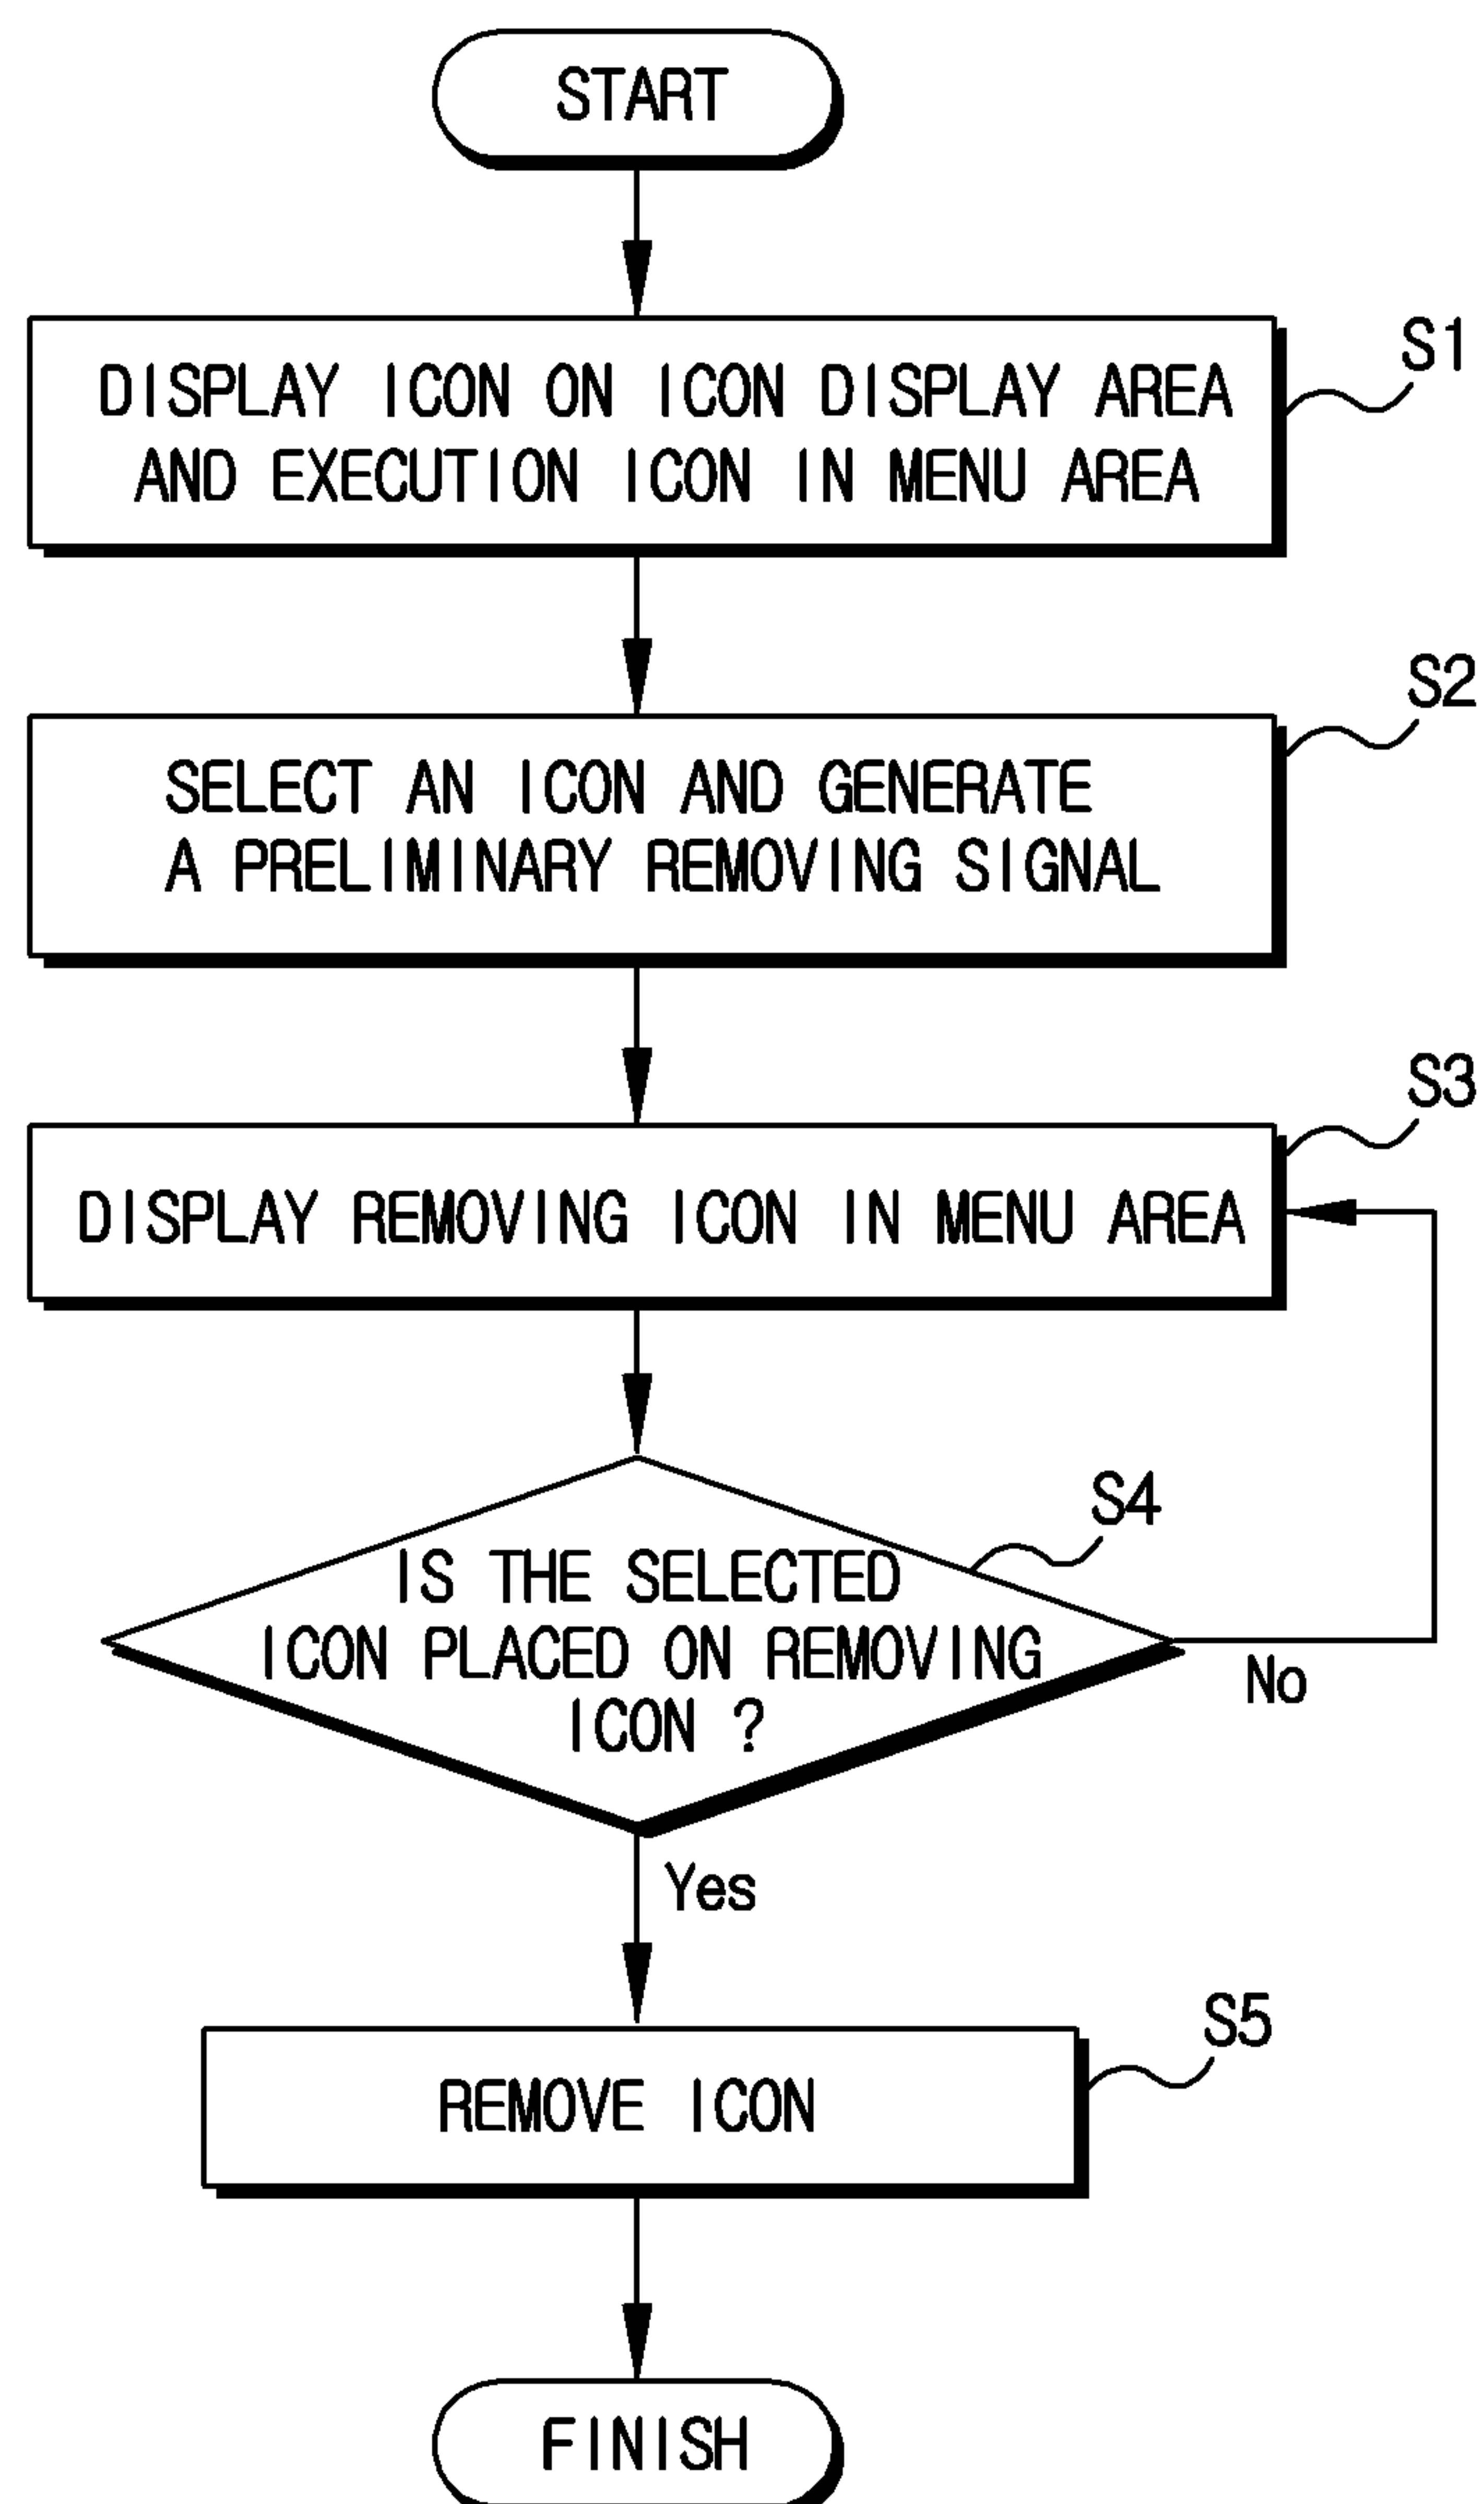 START
S1
DISPLAY ICON ON ICON DISPLAY AREA
AND EXECUTION ICON IN MENU AREA
S2
SELECT AN ICON AND GENERATE
A PRELIMINARY REMOVING SIGNAL
S3
DISPLAY REMOVING ICON IN MENU AREA
S4
IS THE SELECTED
ICON PLACED ON REMOVING
ICON ?
No
Yes
S5
REMOVE ICON
FINISH